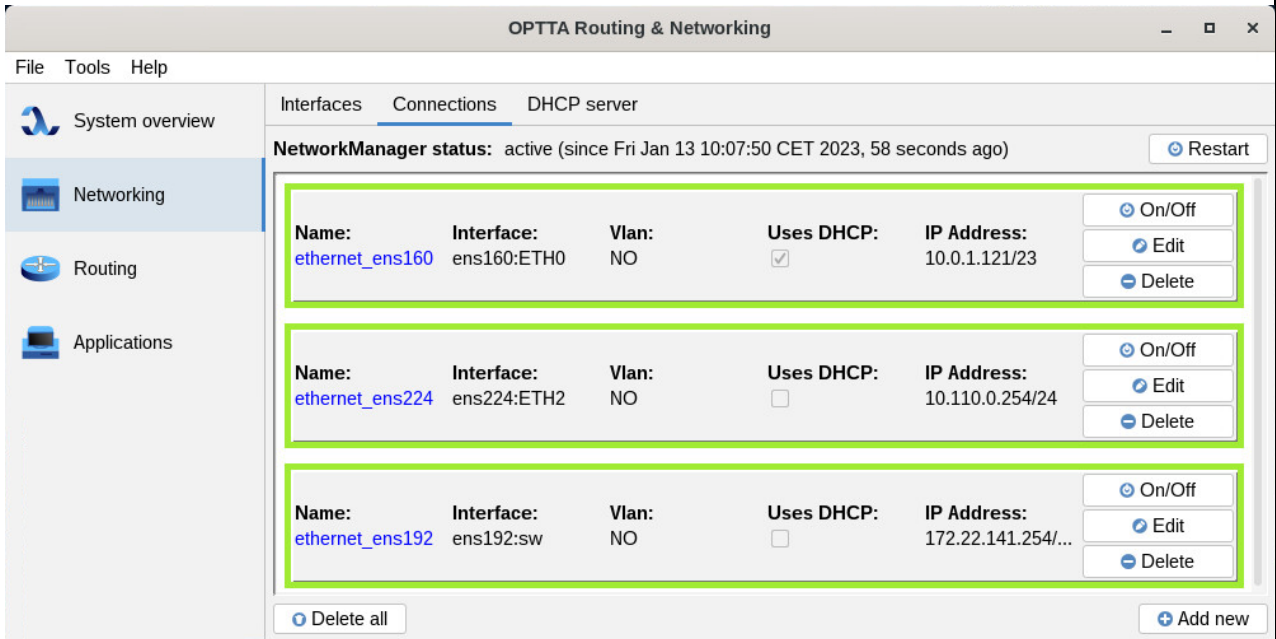 OPTTA Routing & Networking
File Tools Help
System overview
Networking
Routing
Applications
Interfaces Connections DHCP server
NetworkManager status: active (since Fri Jan 13 10:07:50 CET 2023, 58 seconds ago)
Restart
Name: Interface: Vlan: Uses DHCP: IP Address:
ethernet_ens160 ens160:ETH0 NO 10.0.1.121/23
On/Off
Edit
Delete
Name: Interface: Vlan: Uses DHCP: IP Address:
ethernet_ens224 ens224:ETH2 NO 10.110.0.254/24
On/Off
Edit
Delete
Name: Interface: Vlan: Uses DHCP: IP Address:
ethernet_ens192 ens192:sw NO 172.22.141.254/...
On/Off
Edit
Delete
Delete all
Add new